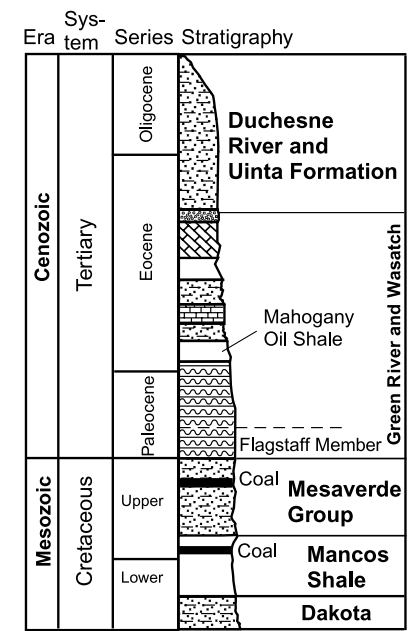 Era
Sys-
tem
Series
Stratigraphy
Cenozoic
Tertiary
Oligocene
Eocene
Paleocene
Duchesne
River and
Uinta Formation
Green River and Wasatch
Mahogany
Oil Shale
Flagstaff Member
Mesozoic
Cretaceous
Upper
Lower
Coal
Mesaverde
Group
Coal
Mancos
Shale
Dakota